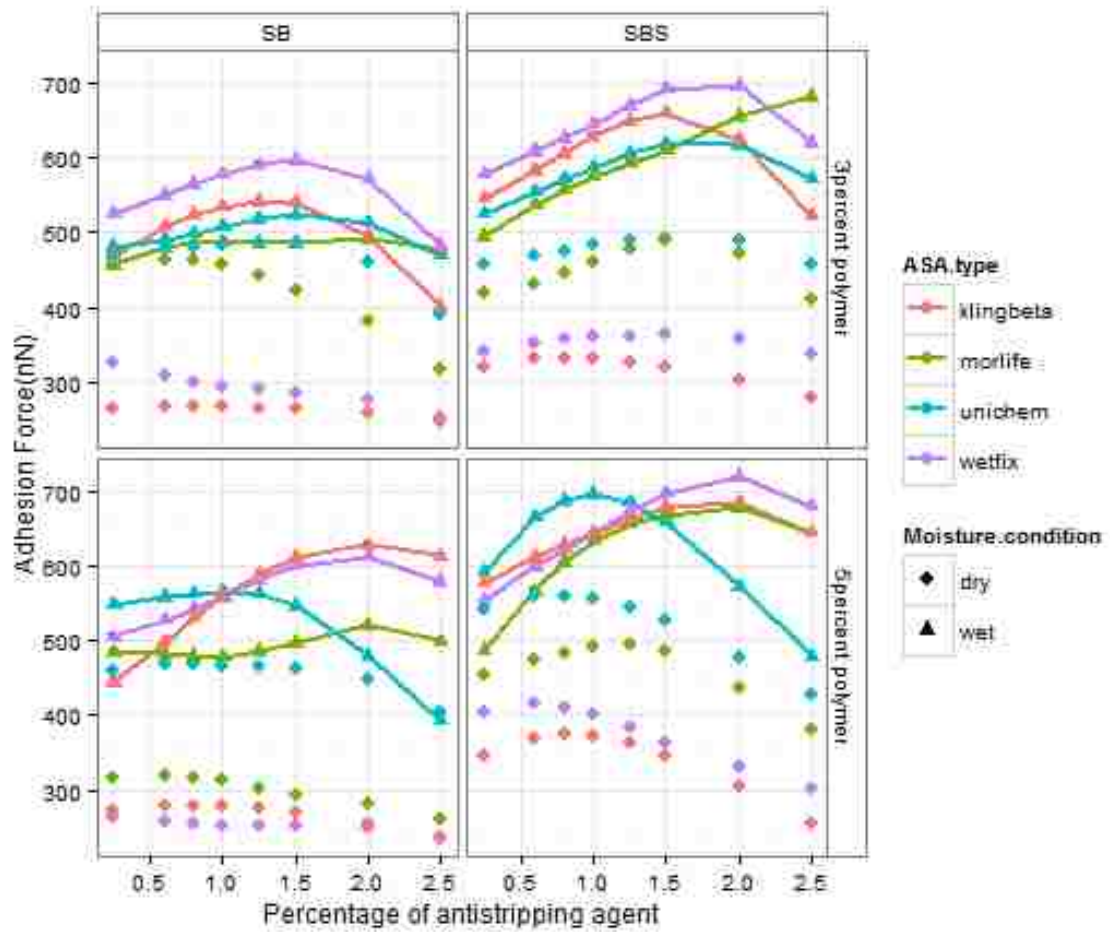 SB
SBS
700
600
500
400
300
3percent polymer
700
600
500
400
300
5percent polymer
Adhesion Force(nN)
0.5 1.0 1.5 2.0 2.5
0.5 1.0 1.5 2.0 2.5
Percentage of antistripping agent
ASA.type
klingbeta
morlife
unichem
wetfix
Moisture.condition
dry
wet